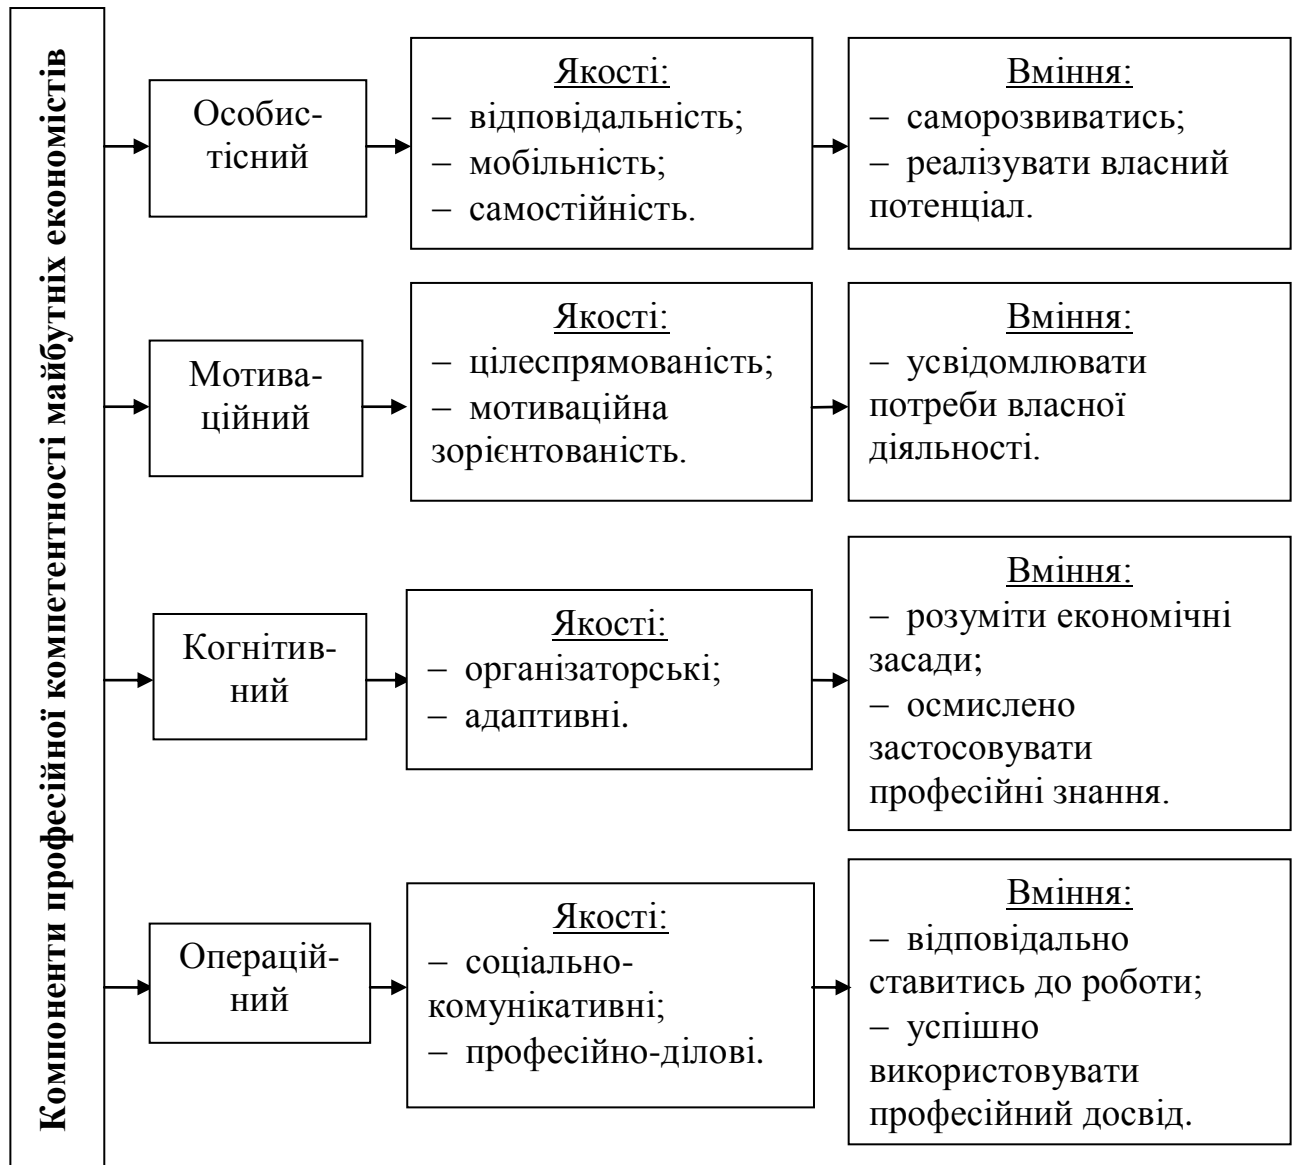 Компоненти професійної компетентності майбутніх економістів
Особис-
тісний
Якості:
– відповідальність;
– мобільність;
– самостійність.
Вміння:
– саморозвиватись;
– реалізувати власний
потенціал.
Мотива-
ційний
Якості:
– цілеспрямованість;
– мотиваційна
зорієнтованість.
Вміння:
– усвідомлювати
потреби власної
діяльності.
Когнітив-
ний
Якості:
– організаторські;
– адаптивні.
Вміння:
– розуміти економічні
засади;
– осмислено
застосовувати
професійні знання.
Операцій-
ний
Якості:
– соціально-
комунікативні;
– професійно-ділові.
Вміння:
– відповідально
ставитись до роботи;
– успішно
використовувати
професійний досвід.